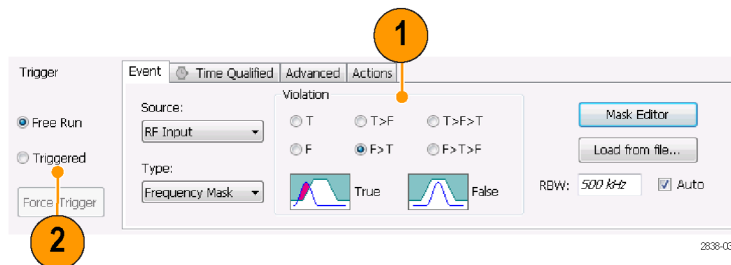 1
Trigger
Event Time Qualified Advanced Actions
Violation
Source:
Free Run
RF Input
T T>F T>F>T
Mask Editor
Triggered
F F>T F>T>F
Load from file...
Type:
Frequency Mask
True False
RBW: 500 kHz Auto
Force Trigger
2
2838-03